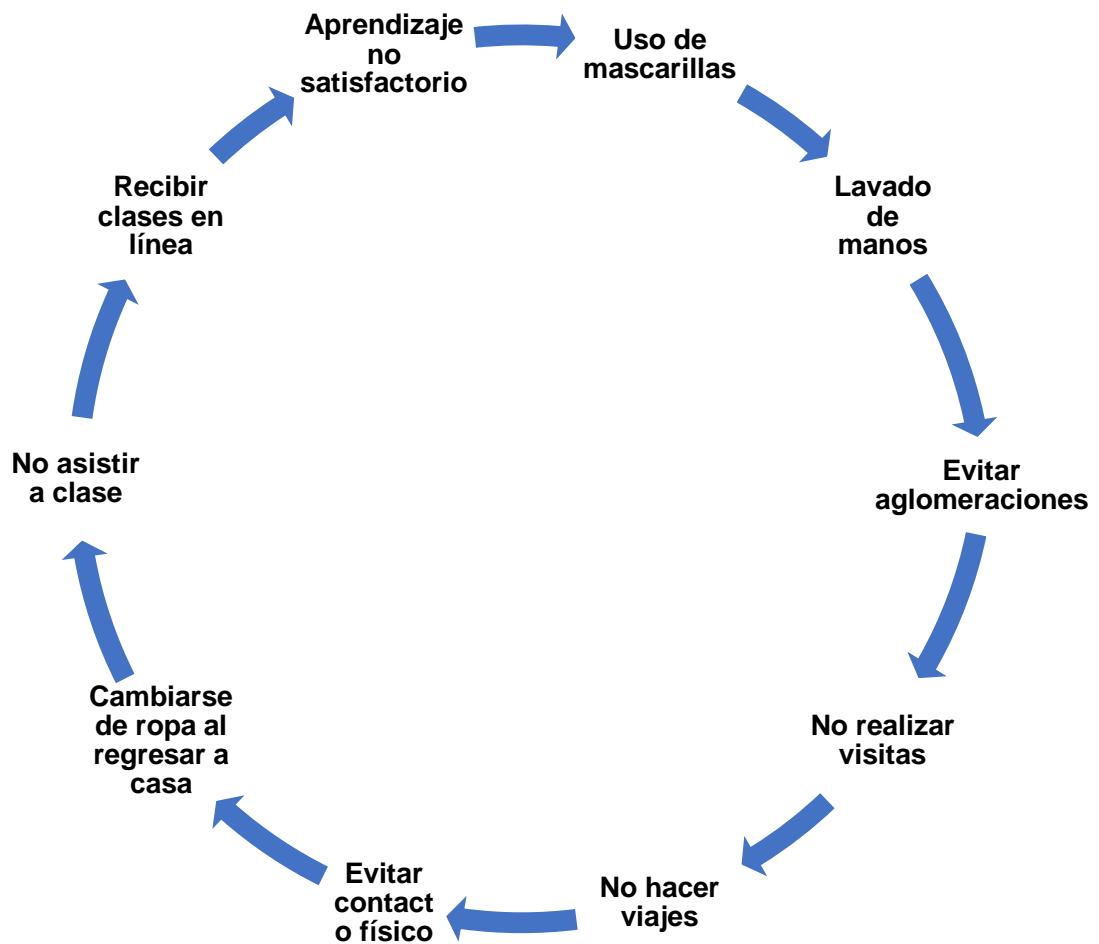 Aprendizaje
no
satisfactorio
Uso de
mascarillas
Lavado
de
manos
Evitar
aglomeraciones
No realizar
visitas
No hacer
viajes
Evitar
contact
o físico
Cambiarse
de ropa al
regresar a
casa
No asistir
a clase
Recibir
clases en
línea